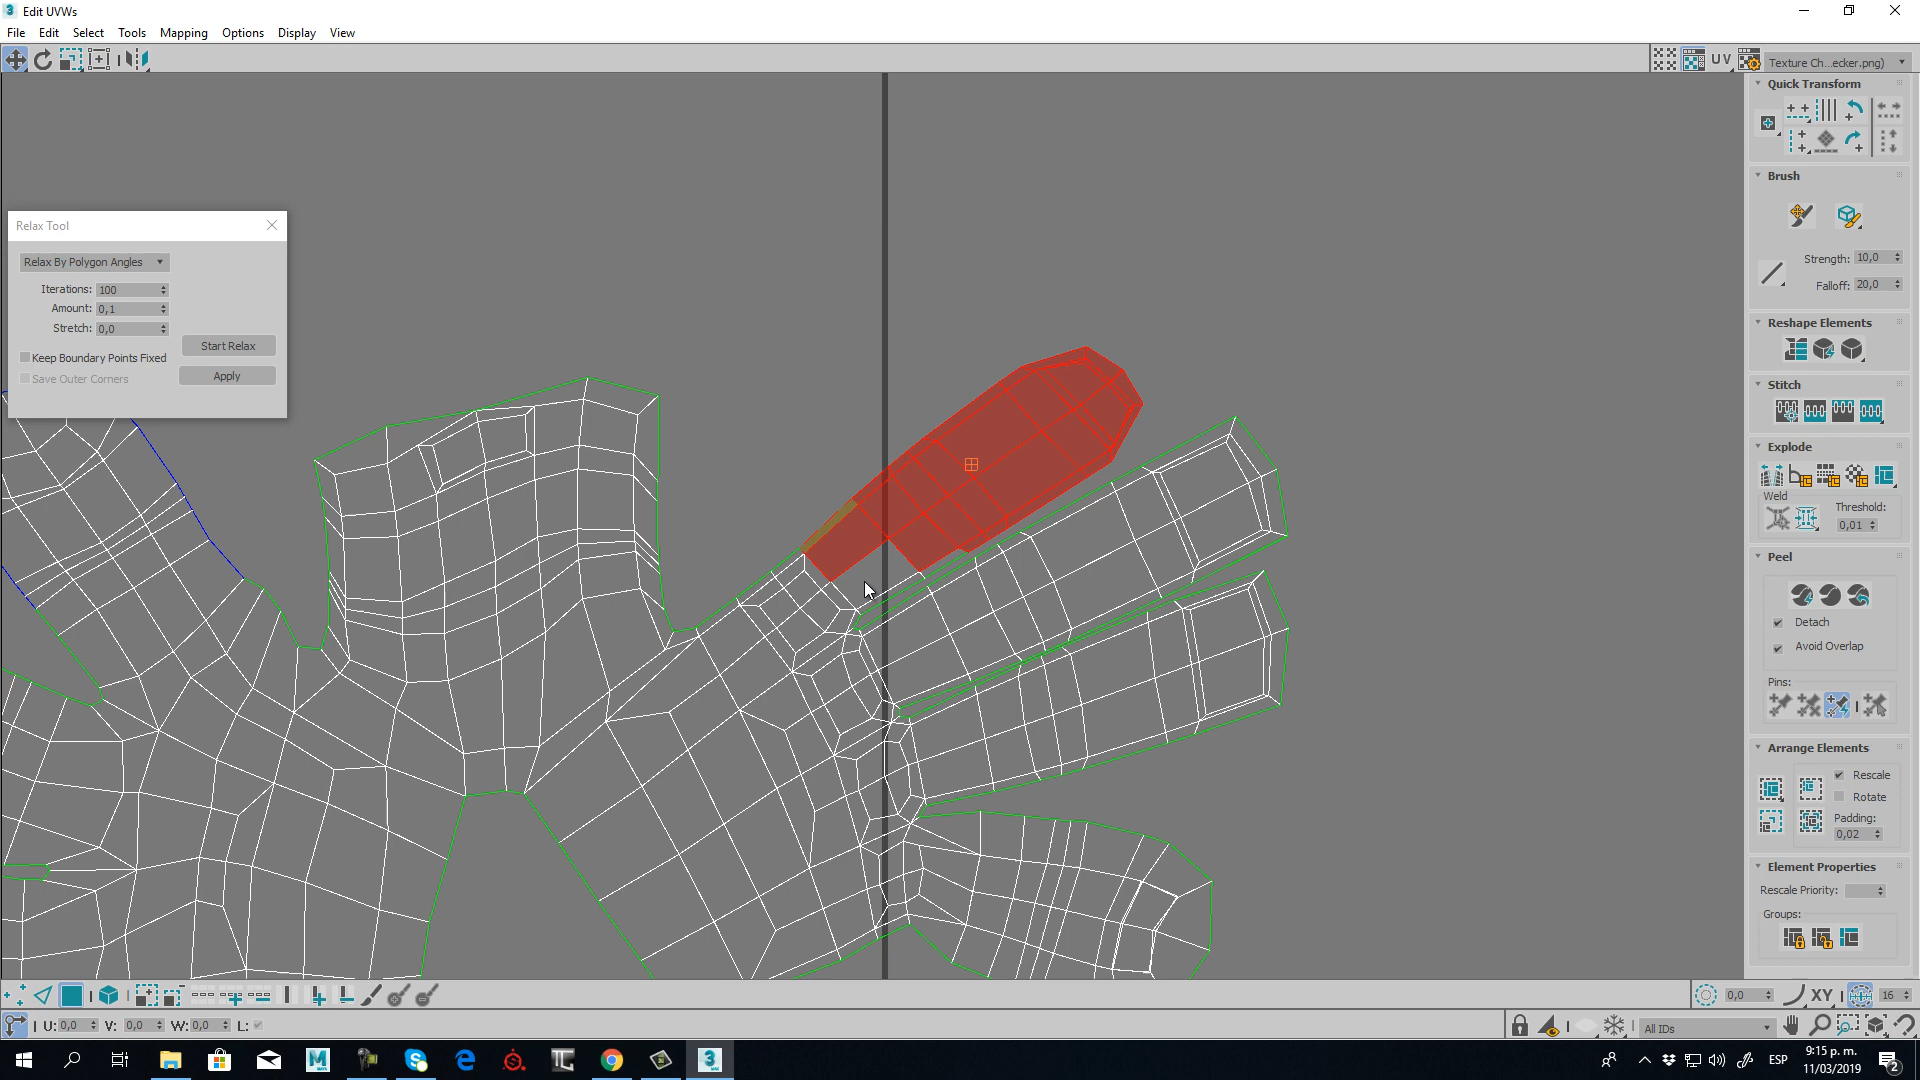 Edit UVWs
File Edit Select Tools Mapping Options Display View
UV
Texture Ch...ecker.png)
Quick Transform
Brush
Strength: 10,0
Falloff: 20,0
Reshape Elements
Stitch
Explode
Weld
Threshold:
0,01
Peel
Detach
Avoid Overlap
Pins:
Arrange Elements
Rescale
Rotate
Padding:
0,02
Element Properties
Rescale Priority:
Groups:
Relax Tool
Relax By Polygon Angles
Iterations: 100
Amount: 0,1
Stretch: 0,0
Start Relax
Keep Boundary Points Fixed
Apply
Save Outer Corners
0,0 XY 16
U: 0,0 V: 0,0 W: 0,0 L:
All IDs
ESP
9:15 p. m.
11/03/2019
2